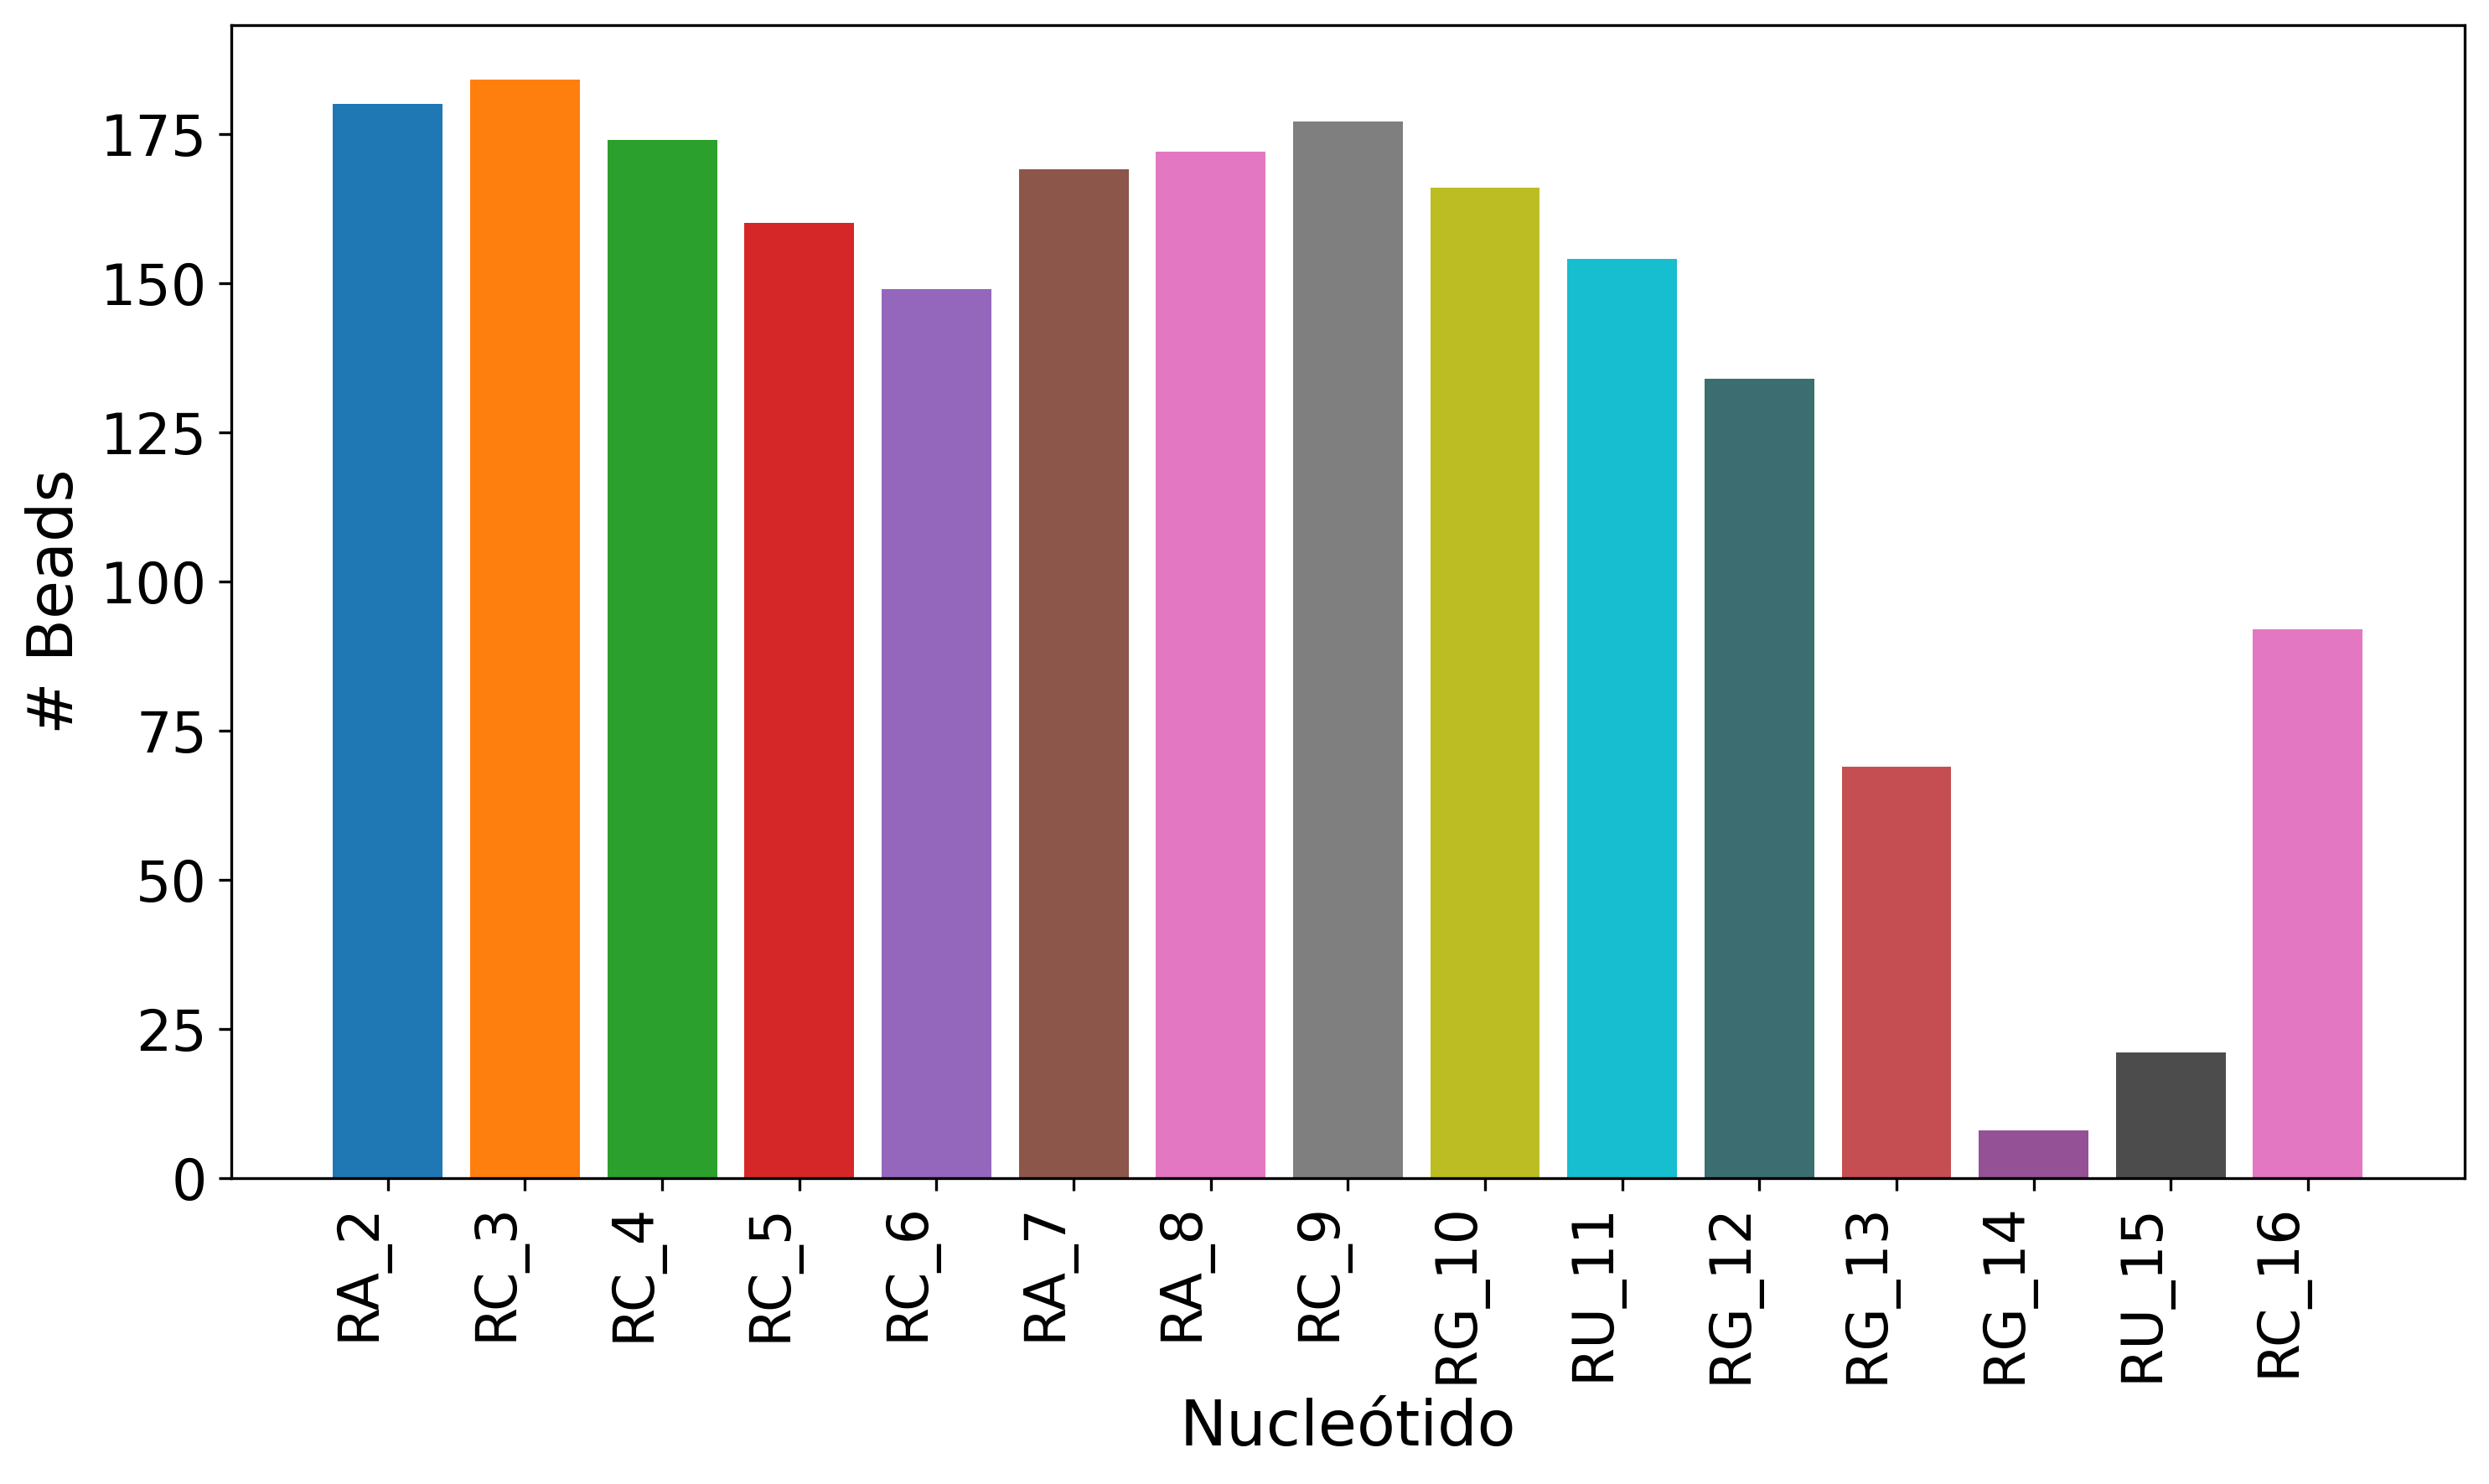 # Beads
175
150
125
100
75
50
25
0
RA_2
RC_3
RC_4
RC_5
RC_6
RA_7
RA_8
RC_9
RG_10
RU_11
RG_12
RG_13
RG_14
RU_15
RC_16
Nucleótido